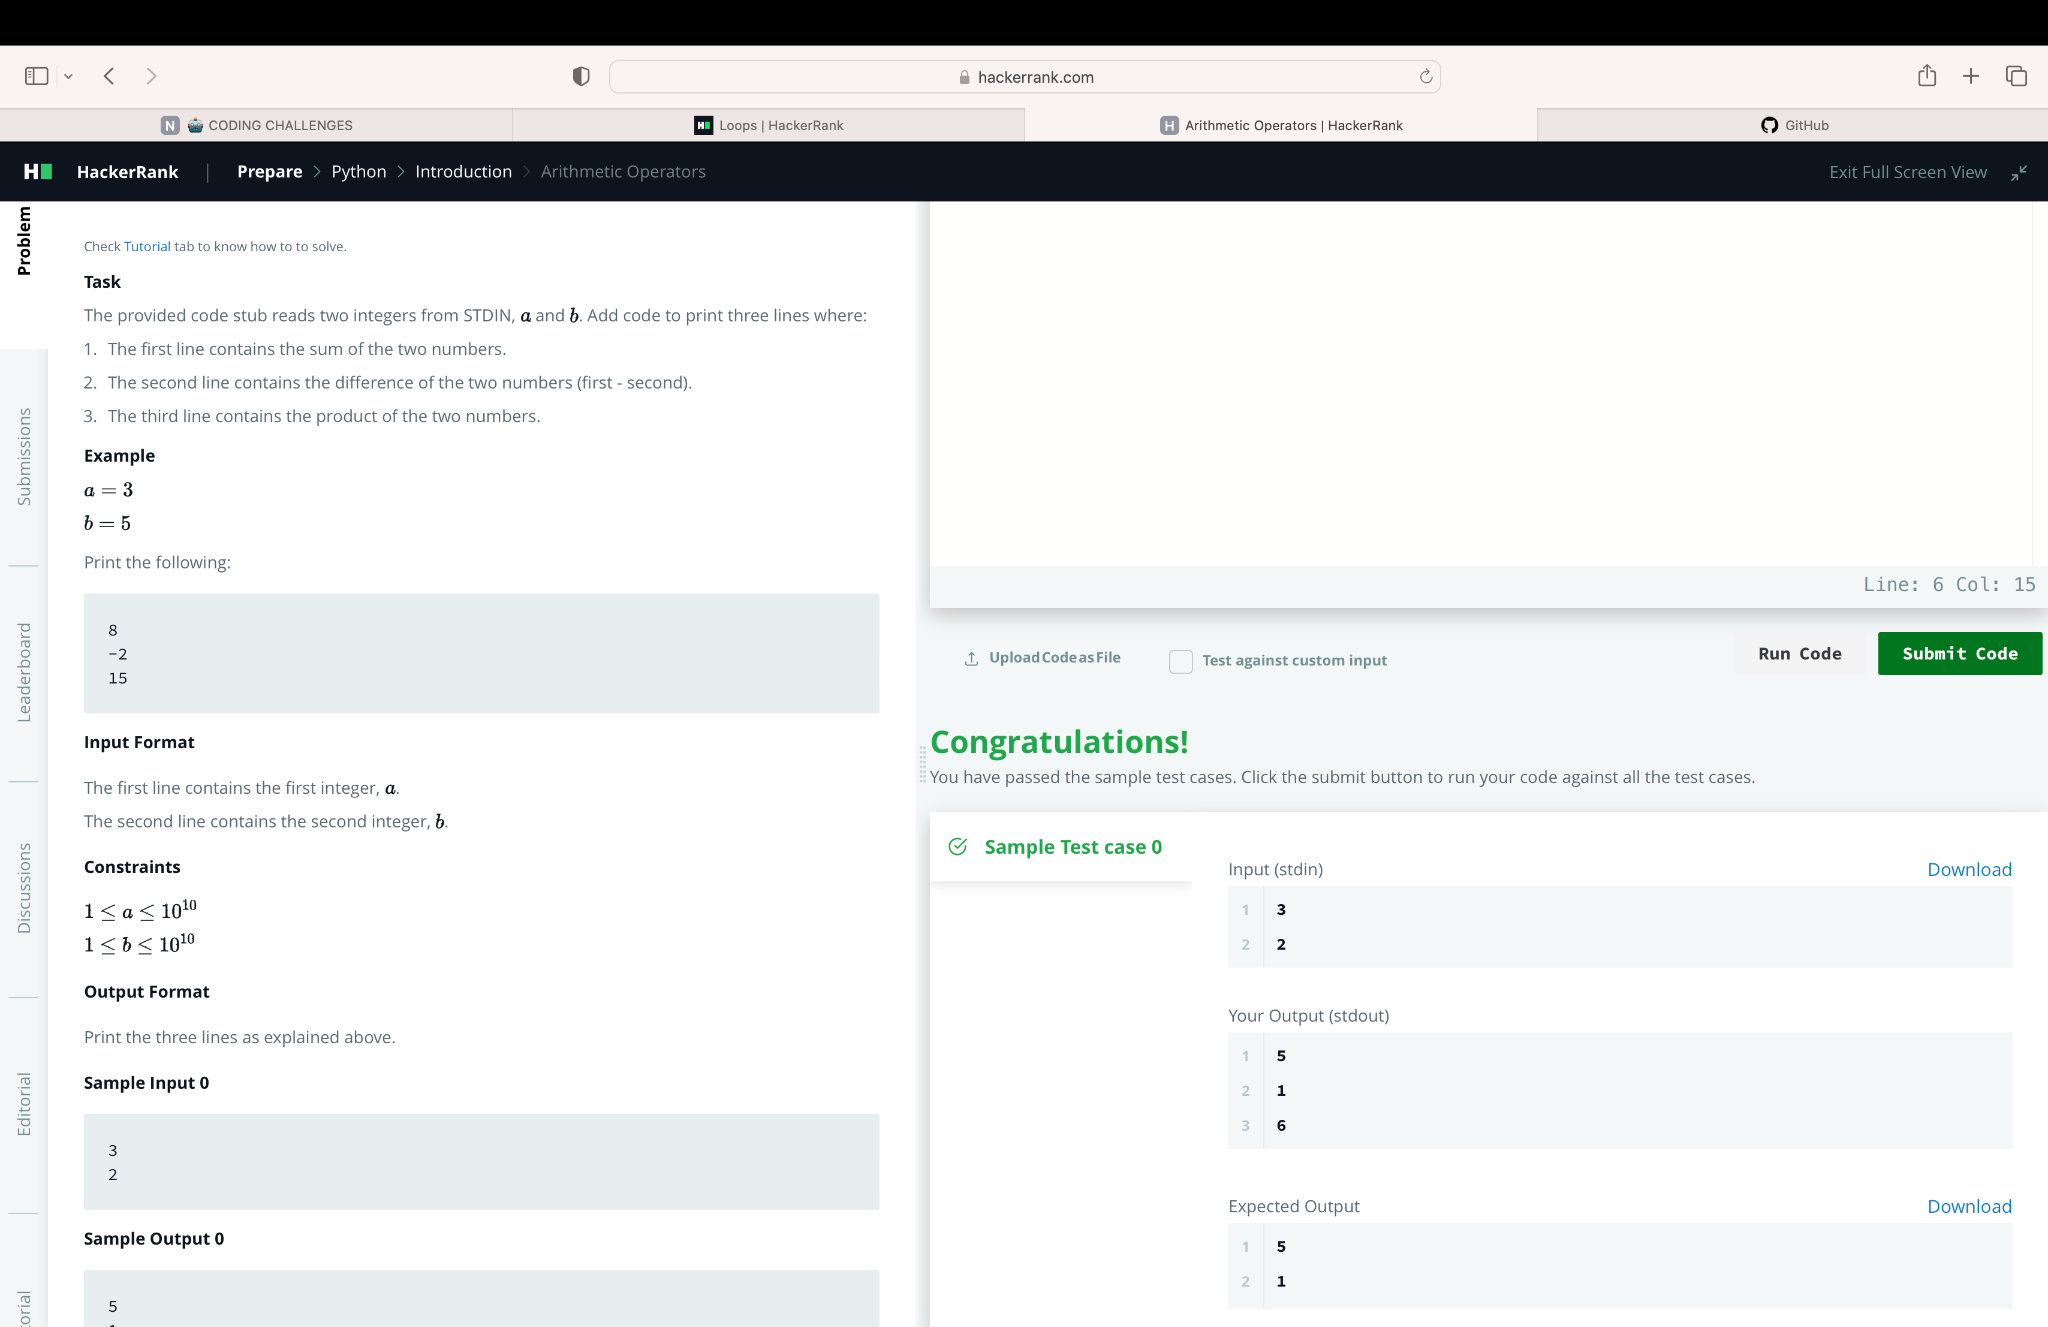 hackerrank.com
N CODING CHALLENGES
H Loops | HackerRank
H Arithmetic Operators | HackerRank
GitHub
H HackerRank | Prepare > Python > Introduction > Arithmetic Operators
Exit Full Screen View
Problem
Submissions
Leaderboard
Discussions
Editorial
Check Tutorial tab to know how to to solve.
Task
The provided code stub reads two integers from STDIN, a and b. Add code to print three lines where:
1. The first line contains the sum of the two numbers.
2. The second line contains the difference of the two numbers (first - second).
3. The third line contains the product of the two numbers.
Example
a = 3
b = 5
Print the following:
8
-2
15
Input Format
The first line contains the first integer, a.
The second line contains the second integer, b.
Constraints
1 ≤ a ≤ 10^10
1 ≤ b ≤ 10^10
Output Format
Print the three lines as explained above.
Sample Input 0
3
2
Sample Output 0
5
Line: 6 Col: 15
Upload Code as File
Test against custom input
Run Code
Submit Code
Congratulations!
You have passed the sample test cases. Click the submit button to run your code against all the test cases.
Sample Test case 0
Input (stdin)
Download
1 3
2 2
Your Output (stdout)
1 5
2 1
3 6
Expected Output
Download
1 5
2 1